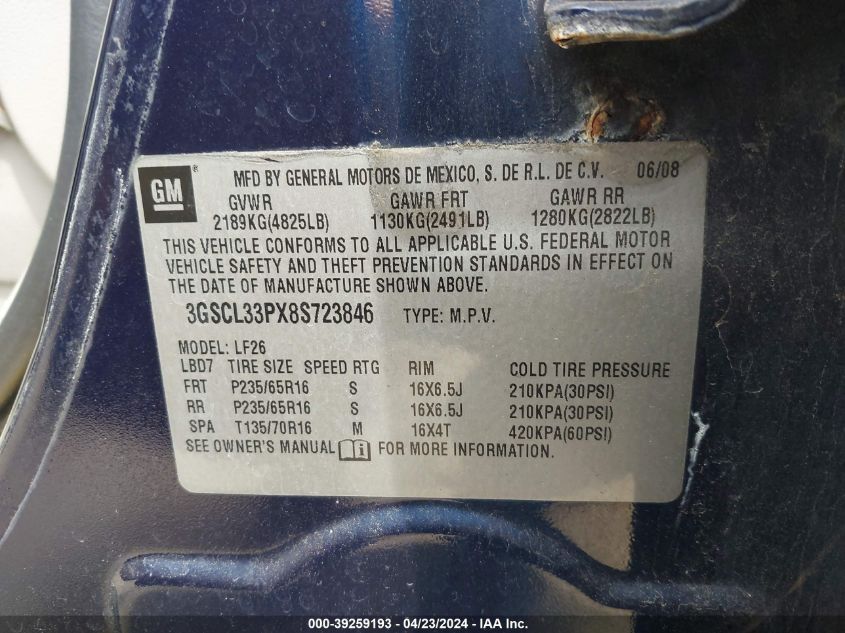 GM
MFD BY GENERAL MOTORS DE MEXICO, S. DE R.L. DE C.V. 06/08
GVWR GAWR FRT GAWR RR
2189KG(4825LB) 1130KG(2491LB) 1280KG(2822LB)
THIS VEHICLE CONFORMS TO ALL APPLICABLE U.S. FEDERAL MOTOR
VEHICLE SAFETY AND THEFT PREVENTION STANDARDS IN EFFECT ON
THE DATE OF MANUFACTURE SHOWN ABOVE.
3GSCL33PX8S723846 TYPE: M.P.V.
MODEL: LF26
LBD7 TIRE SIZE SPEED RTG RIM COLD TIRE PRESSURE
FRT P235/65R16 S 16X6.5J 210KPA(30PSI)
RR P235/65R16 S 16X6.5J 210KPA(30PSI)
SPA T135/70R16 M 16X4T 420KPA(60PSI)
SEE OWNER'S MANUAL FOR MORE INFORMATION.
000-39259193 - 04/23/2024 - IAA Inc.